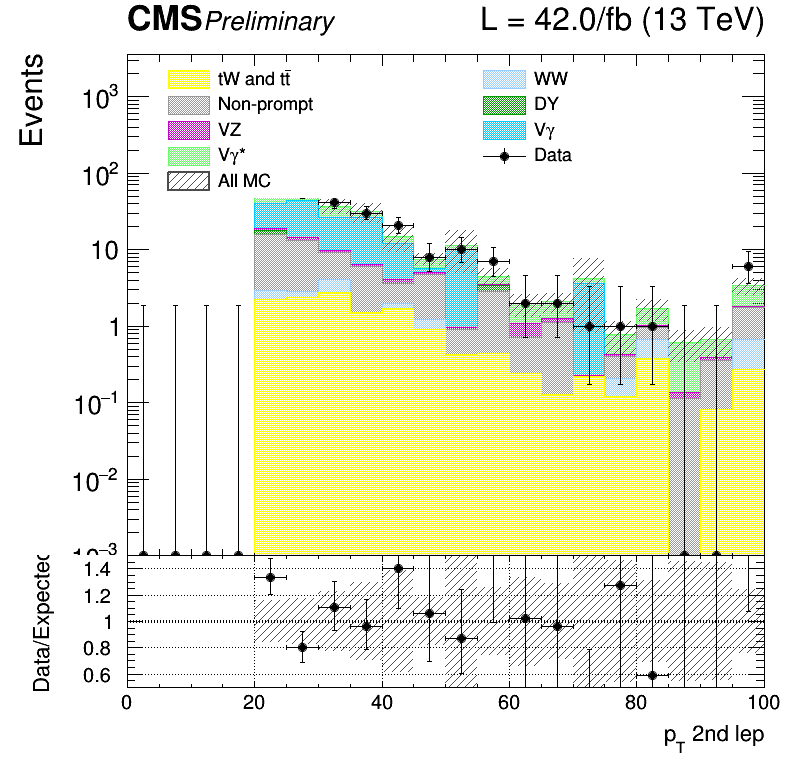 CMS Preliminary L = 42.0/fb (13 TeV)
Events
tW and tt̄
Non-prompt
VZ
Vγ*
All MC
WW
DY
Vγ
Data
10³
10²
10
1
10⁻¹
10⁻²
10⁻³
Data/Expected
1.4
1.2
1
0.8
0.6
0 20 40 60 80 100
p_T 2nd lep